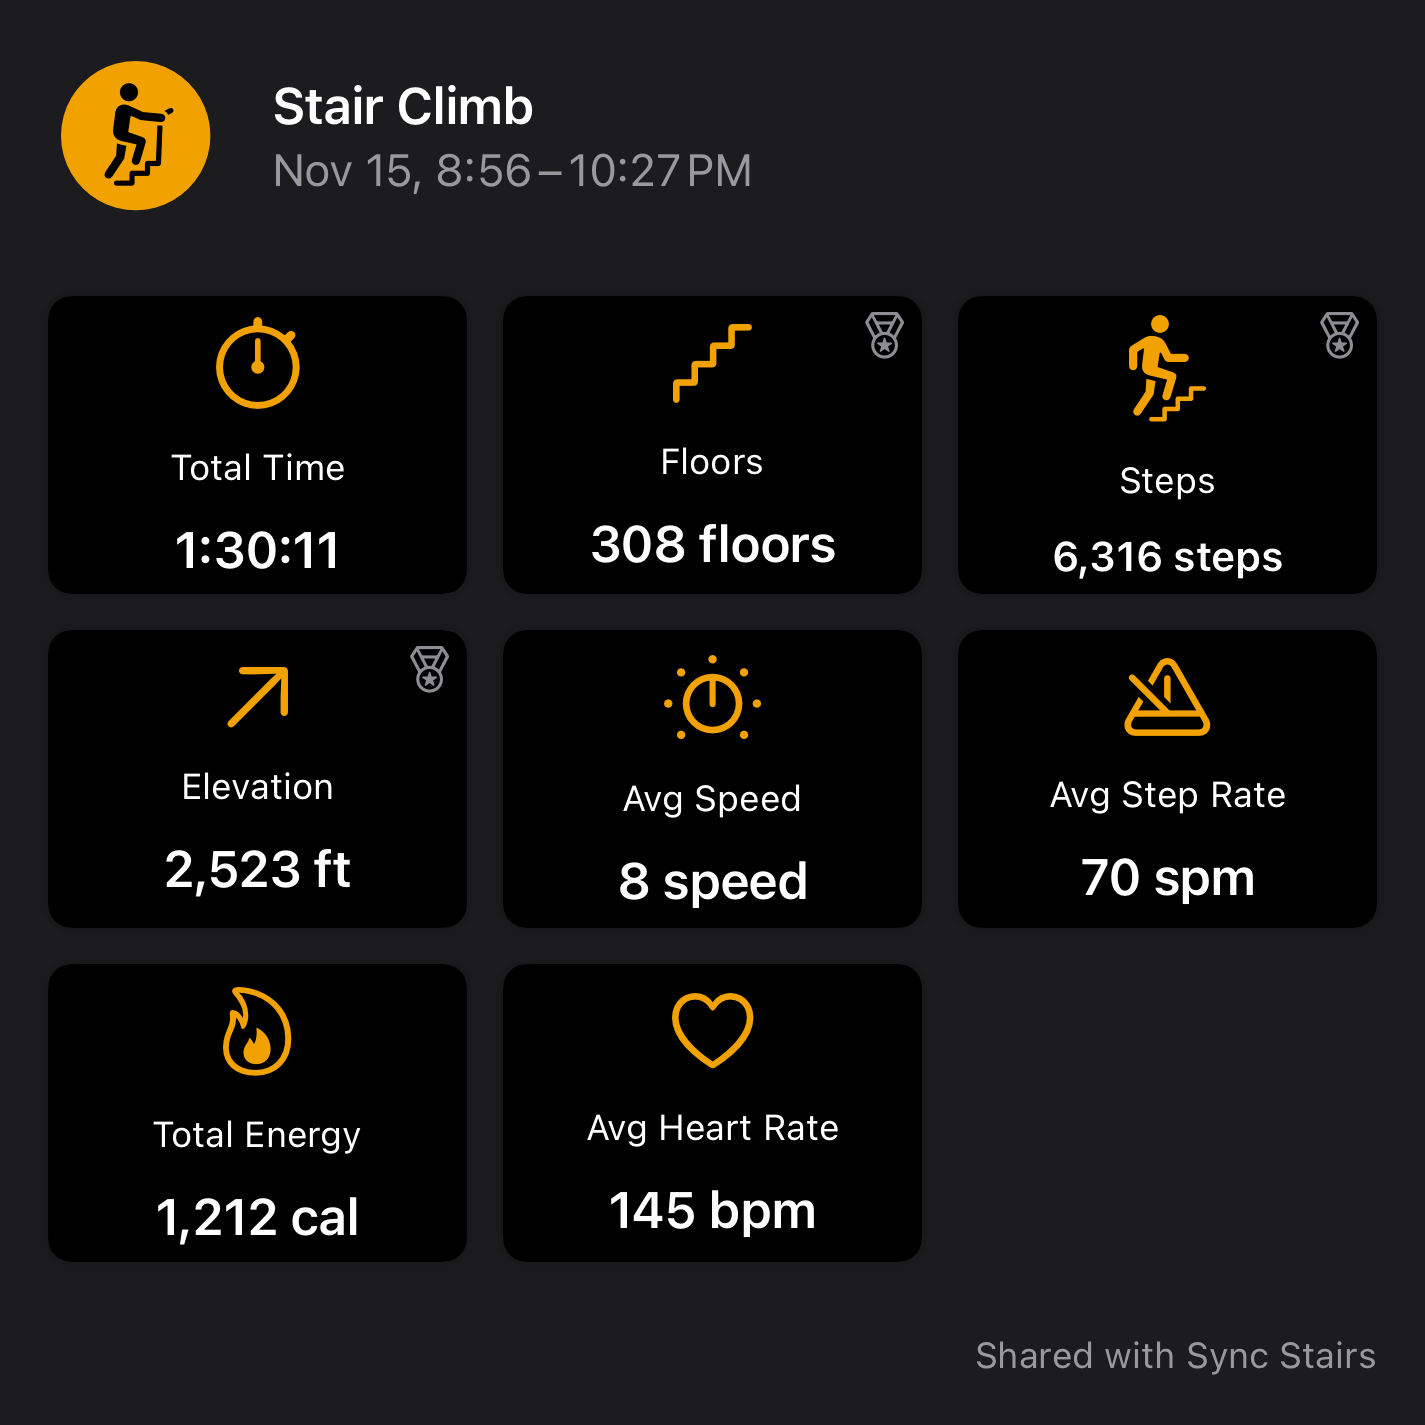 Stair Climb
Nov 15, 8:56–10:27 PM
Total Time
1:30:11
Floors
308 floors
Steps
6,316 steps
Elevation
2,523 ft
Avg Speed
8 speed
Avg Step Rate
70 spm
Total Energy
1,212 cal
Avg Heart Rate
145 bpm
Shared with Sync Stairs